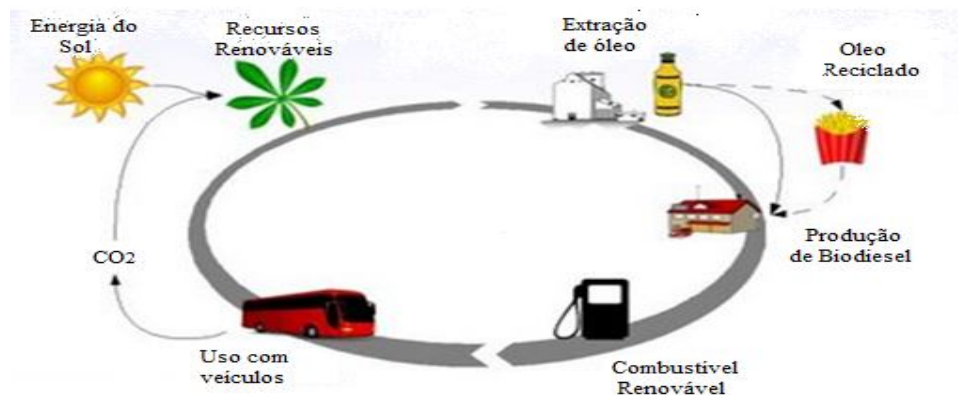 Energia do
Sol
Recursos
Renováveis
Extração
de óleo
Oleo
Reciclado
Produção
de Biodiesel
Combustível
Renovável
Uso com
veículos
CO2